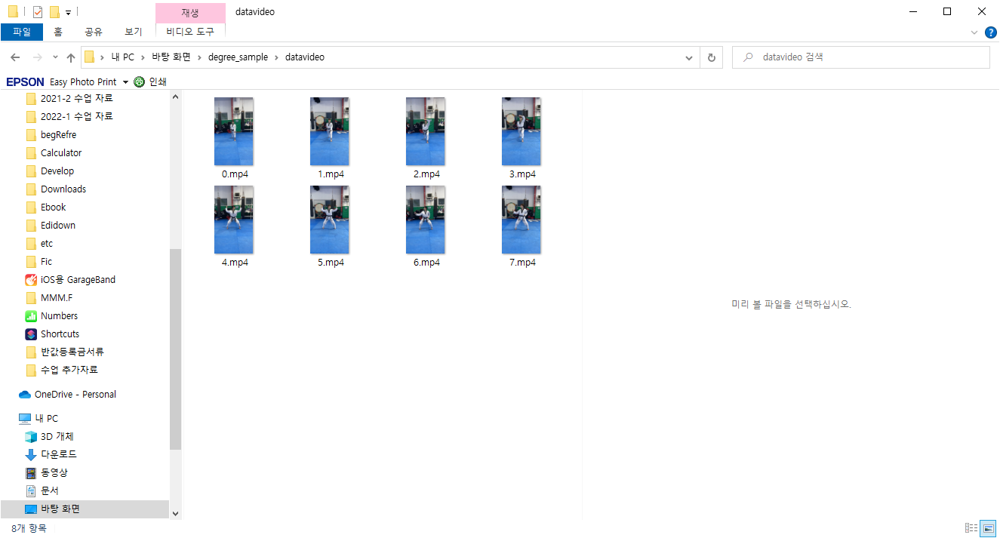 재생
datavideo
파일
홈
공유
보기
비디오 도구
내 PC
바탕 화면
degree_sample
datavideo
datavideo 검색
EPSON Easy Photo Print
인쇄
2021-2 수업 자료
2022-1 수업 자료
begRefre
Calculator
Develop
Downloads
Ebook
Edidown
etc
Fic
iOS용 GarageBand
MMM.F
Numbers
Shortcuts
반값등록금서류
수업 추가자료
OneDrive - Personal
내 PC
3D 개체
다운로드
동영상
문서
바탕 화면
0.mp4
1.mp4
2.mp4
3.mp4
4.mp4
5.mp4
6.mp4
7.mp4
미리 볼 파일을 선택하십시오.
8개 항목